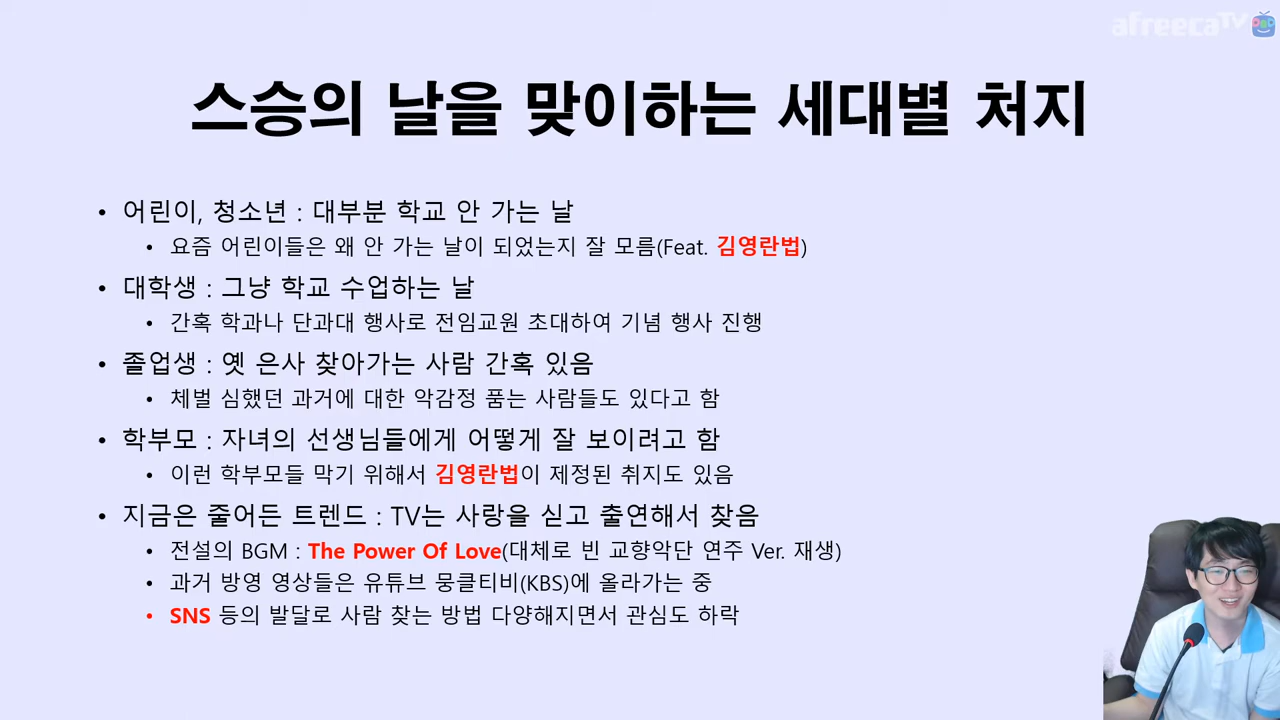 afreecaTV
스승의 날을 맞이하는 세대별 처지
• 어린이, 청소년 : 대부분 학교 안 가는 날
• 요즘 어린이들은 왜 안 가는 날이 되었는지 잘 모름(Feat. 김영란법)
• 대학생 : 그냥 학교 수업하는 날
• 간혹 학과나 단과대 행사로 전임교원 초대하여 기념 행사 진행
• 졸업생 : 옛 은사 찾아가는 사람 간혹 있음
• 체벌 심했던 과거에 대한 악감정 품는 사람들도 있다고 함
• 학부모 : 자녀의 선생님들에게 어떻게 잘 보이려고 함
• 이런 학부모들 막기 위해서 김영란법이 제정된 취지도 있음
• 지금은 줄어든 트렌드 : TV는 사랑을 싣고 출연해서 찾음
• 전설의 BGM : The Power Of Love(대체로 빈 교향악단 연주 Ver. 재생)
• 과거 방영 영상들은 유튜브 뭉클티비(KBS)에 올라가는 중
• SNS 등의 발달로 사람 찾는 방법 다양해지면서 관심도 하락